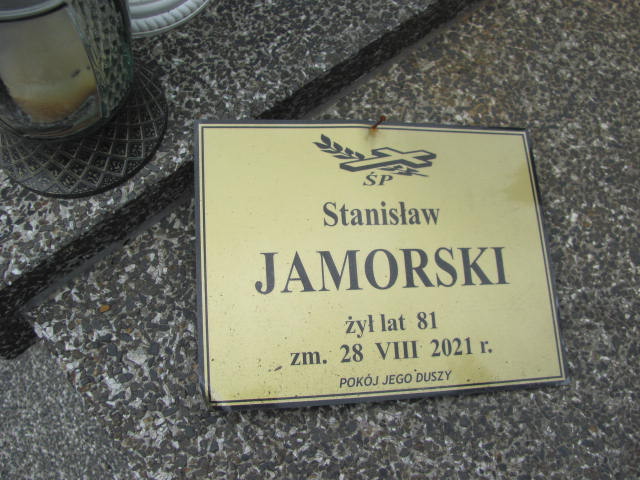 ŚP
Stanisław
JAMORSKI
żył lat 81
zm. 28 VIII 2021 r.
POKÓJ JEGO DUSZY